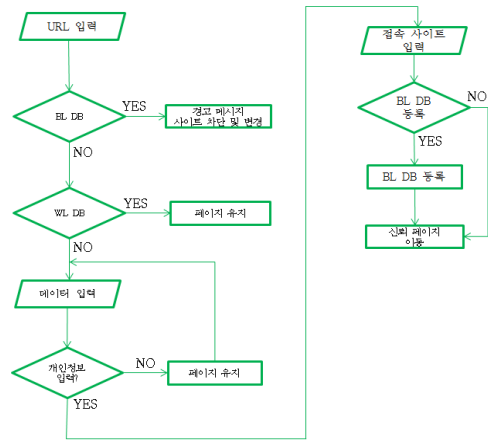 URL 입력
BL DB
YES
경고 메시지
사이트 차단 및 변경
NO
WL DB
YES
페이지 유지
NO
데이터 입력
개인정보
입력?
NO
페이지 유지
YES
접속 사이트
입력
BL DB
등록
NO
YES
BL DB 등록
신뢰 페이지
이동